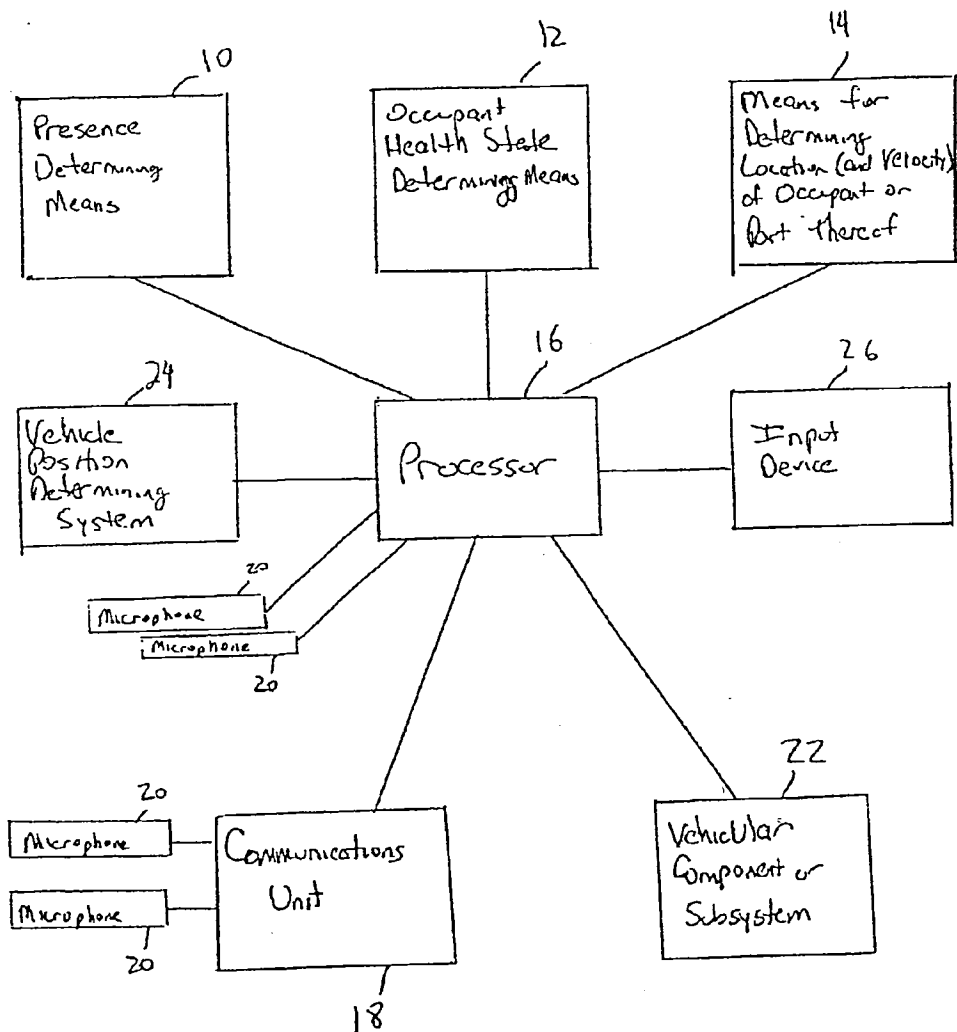 10
Presence
Determining
Means
12
Occupant
Health State
Determining Means
14
Means for
Determining
Location (and Velocity)
of Occupant or
Part Thereof
24
Vehicle
Position
Determining
System
16
Processor
26
Input
Device
20
Microphone
Microphone
20
20
Microphone
Microphone
20
Communications
Unit
18
22
Vehicular
Component or
Subsystem